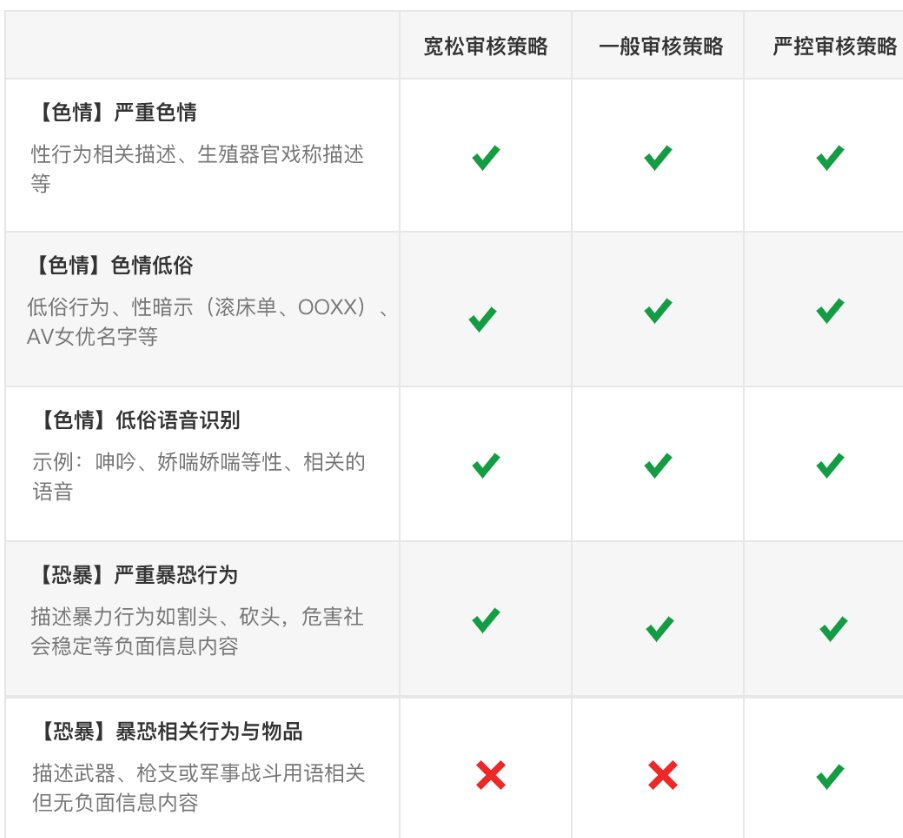 宽松审核策略 一般审核策略 严控审核策略
【色情】严重色情
性行为相关描述、生殖器官戏称描述
等
【色情】色情低俗
低俗行为、性暗示（滚床单、OOXX）、
AV女优名字等
【色情】低俗语音识别
示例：呻吟、娇喘娇喘等性、相关的
语音
【恐暴】严重暴恐行为
描述暴力行为如割头、砍头，危害社
会稳定等负面信息内容
【恐暴】暴恐相关行为与物品
描述武器、枪支或军事战斗用语相关
但无负面信息内容